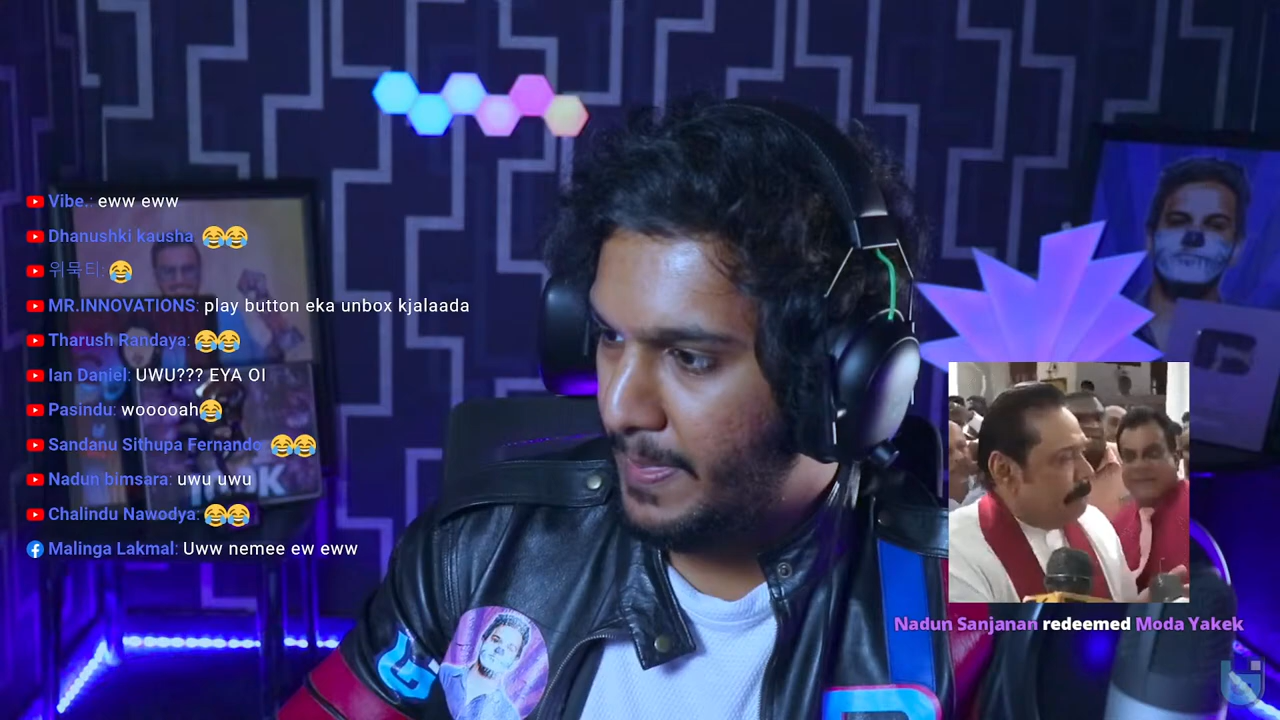 Vibe.: eww eww
Dhanushki kausha 😂😂
위묵티: 😂
MR.INNOVATIONS: play button eka unbox kjalaada
Tharush Randaya: 😂😂
Ian Daniel: UWU??? EYA OI
Pasindu: wooooah😂
Sandanu Sithupa Fernando 😂😂
Nadun bimsara: uwu uwu
Chalindu Nawodya: 😂😂
Malinga Lakmal: Uww nemee ew eww
Nadun Sanjanan redeemed Moda Yakek